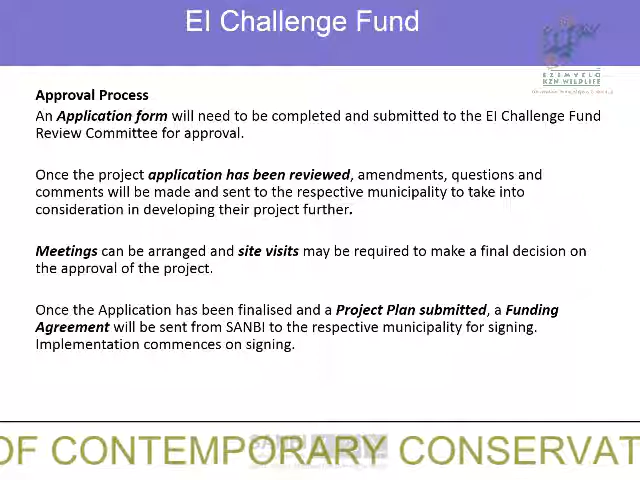 EI Challenge Fund
EZEMVELO
KZN WILDLIFE
Approval Process
An Application form will need to be completed and submitted to the EI Challenge Fund
Review Committee for approval.
Once the project application has been reviewed, amendments, questions and
comments will be made and sent to the respective municipality to take into
consideration in developing their project further.
Meetings can be arranged and site visits may be required to make a final decision on
the approval of the project.
Once the Application has been finalised and a Project Plan submitted, a Funding
Agreement will be sent from SANBI to the respective municipality for signing.
Implementation commences on signing.
OF CONTEMPORARY CONSERVAT